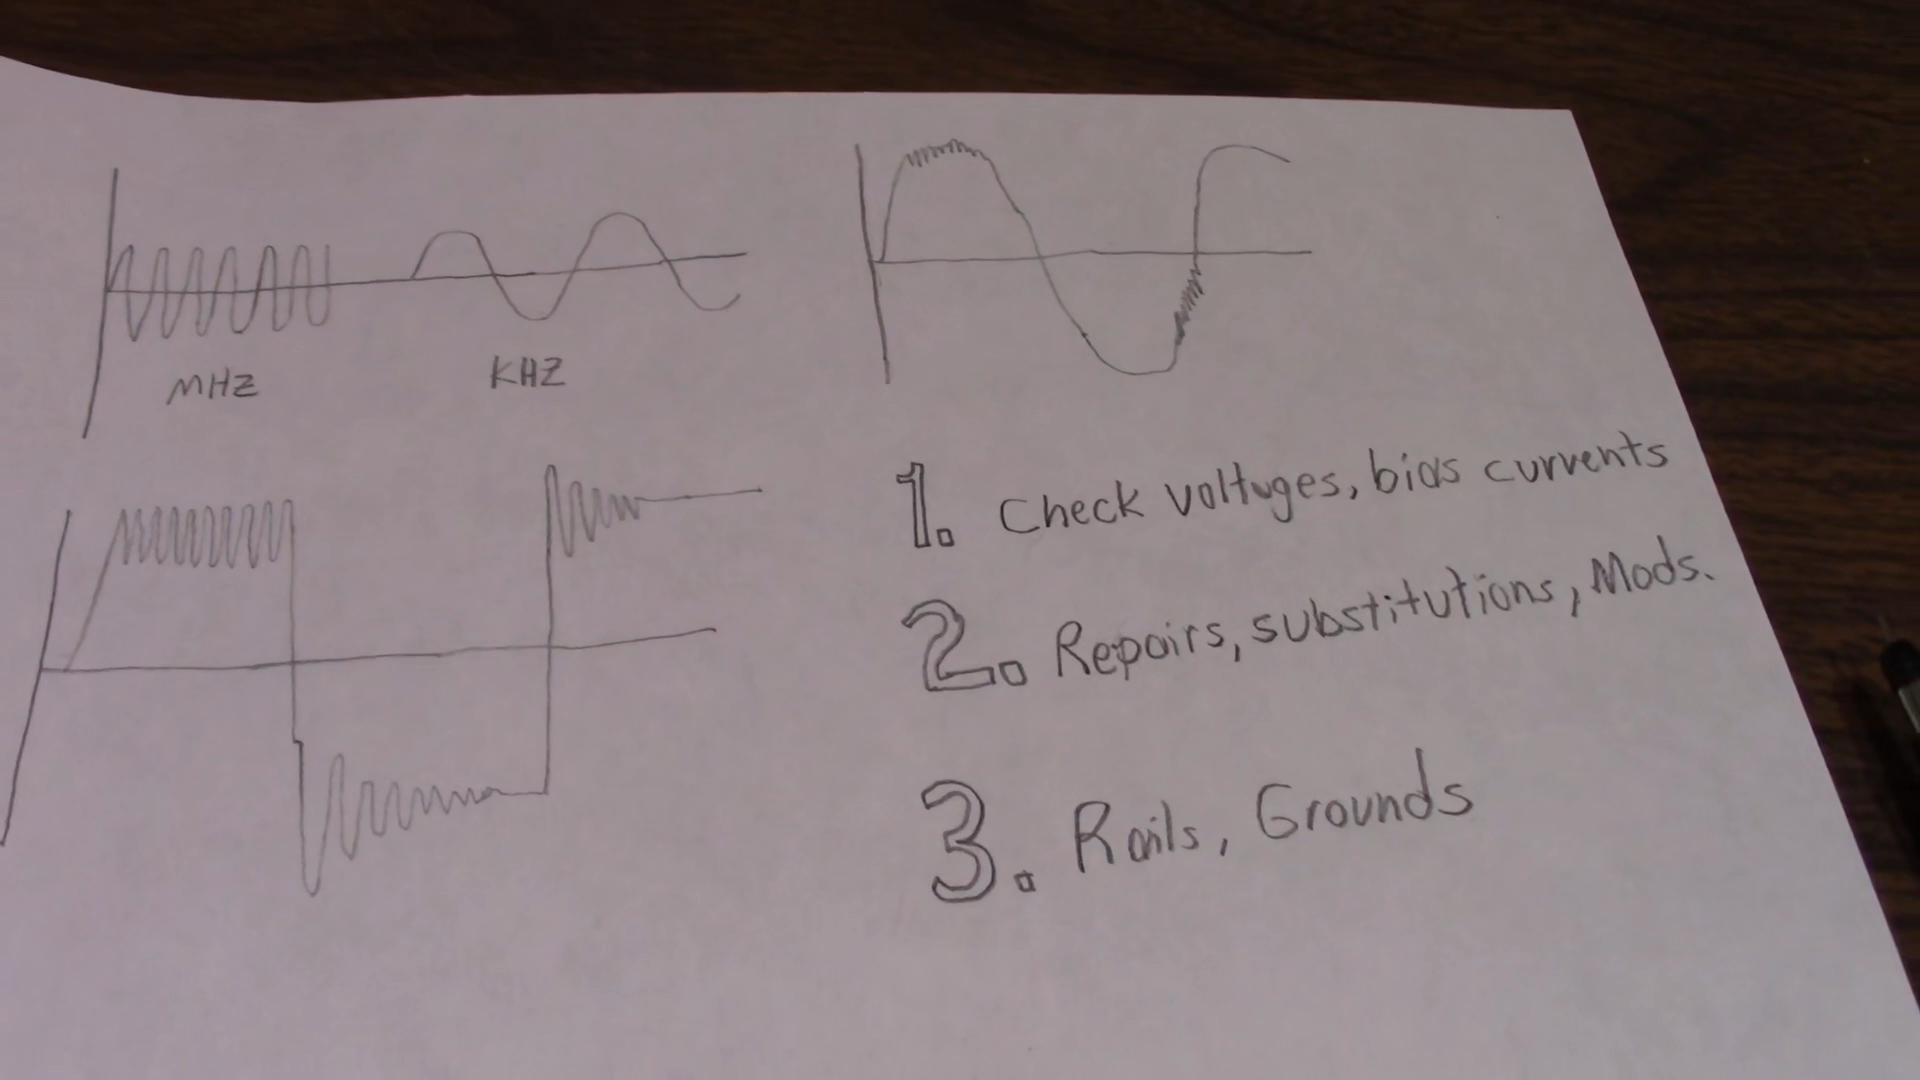 MHZ
KHZ
1. Check voltages, bias currents
2. Repairs, substitutions, Mods.
3. Rails, Grounds